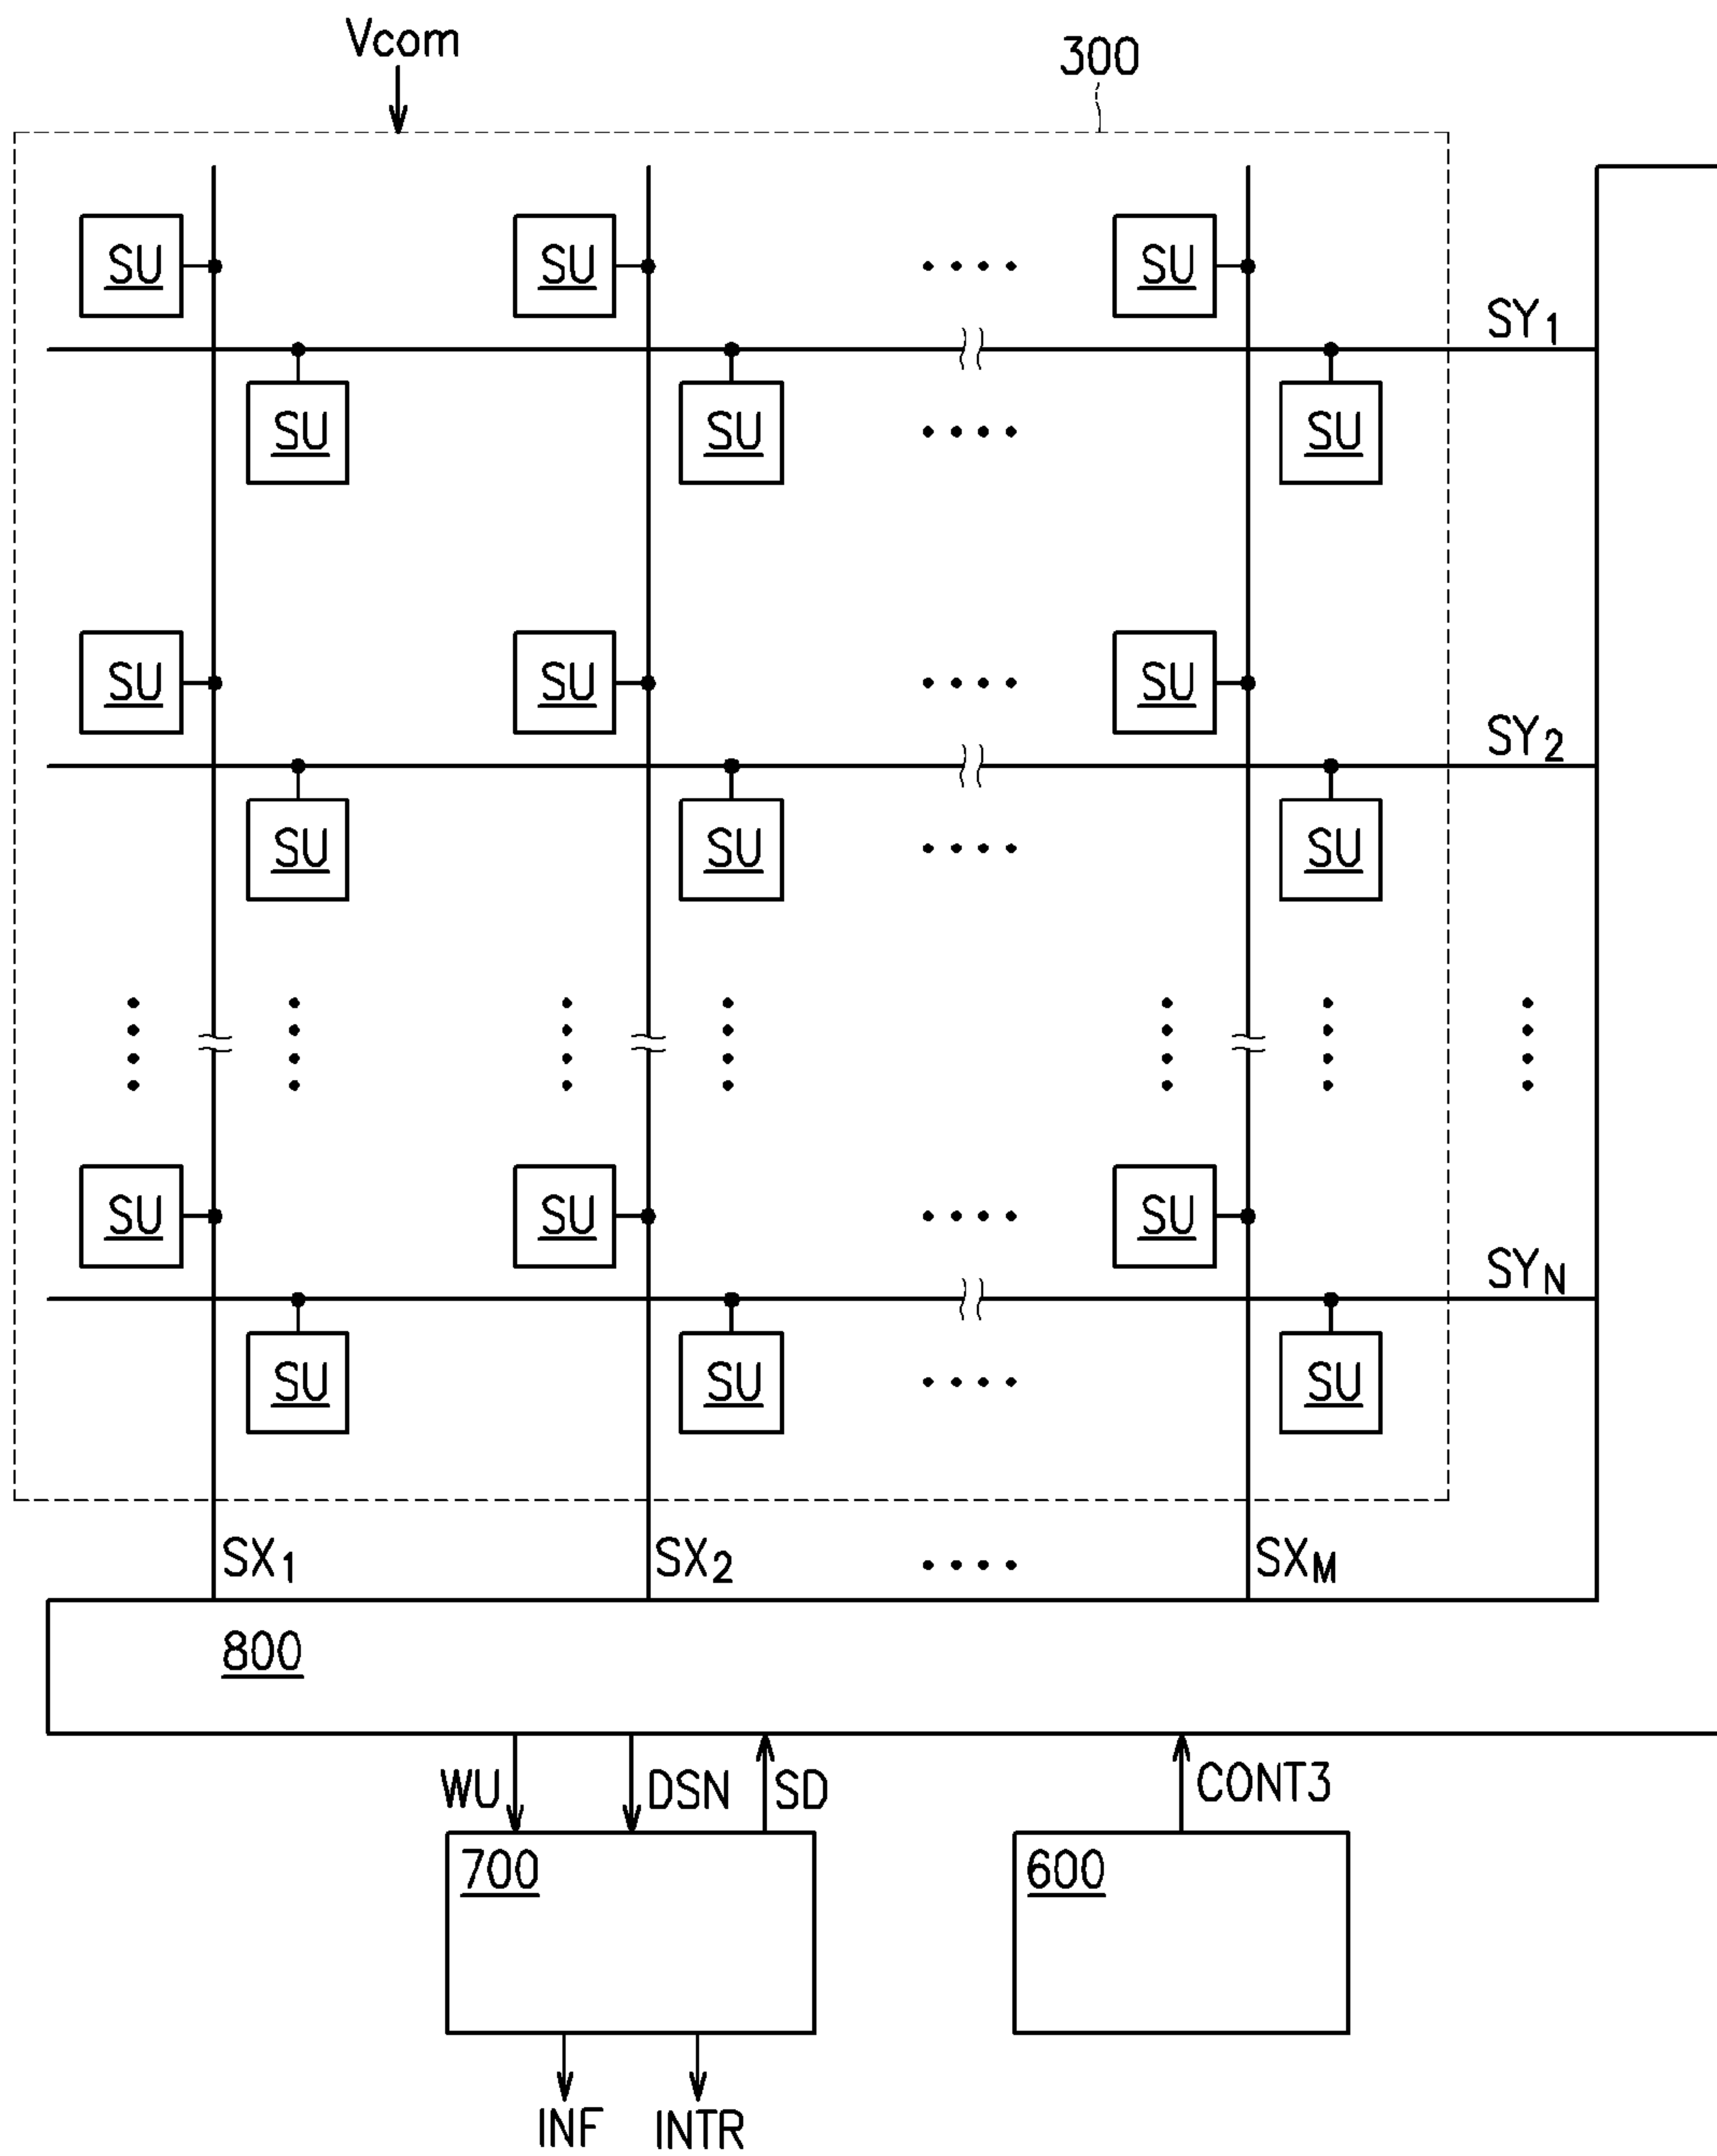 Vcom
300
SU SU SU
SY1
SU SU SU
SU SU SU
SY2
SU SU SU
SU SU SU
SYN
SU SU SU
SX1 SX2 SXM
800
WU DSN SD CONT3
700 600
INF INTR